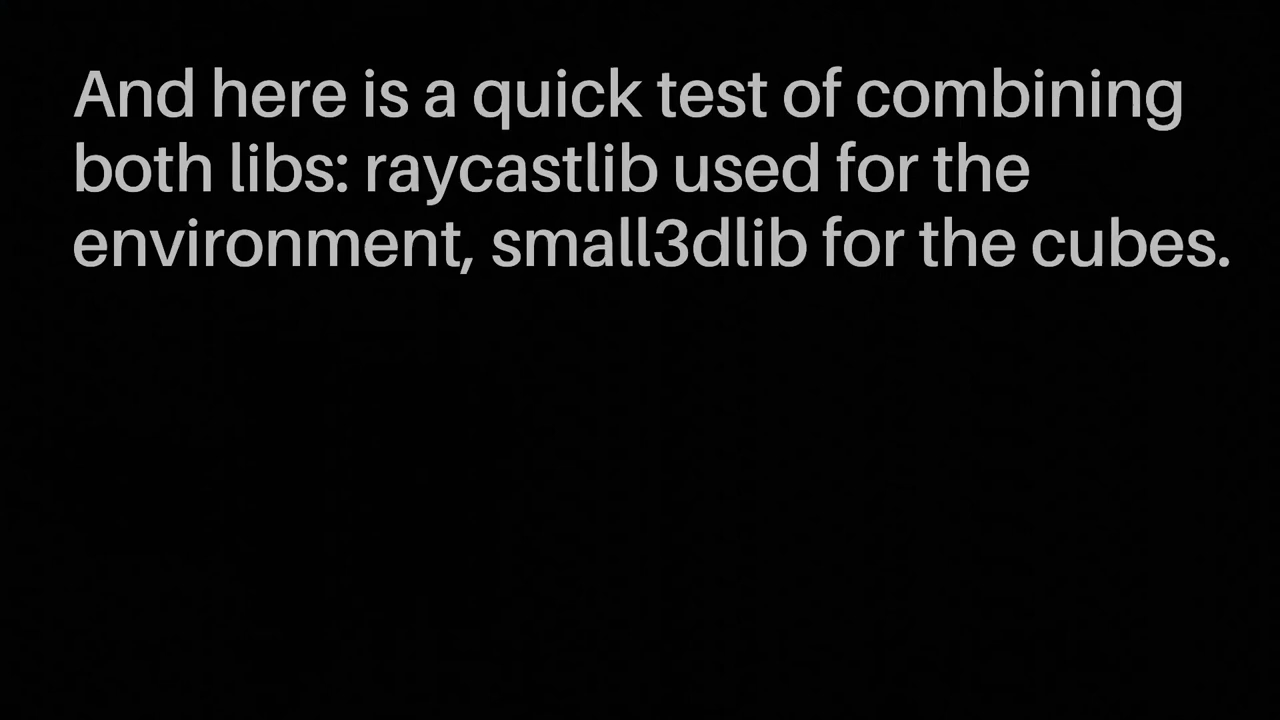 And here is a quick test of combining
both libs: raycastlib used for the
environment, small3dlib for the cubes.